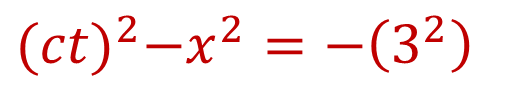 (ct)²−x² = −(3²)